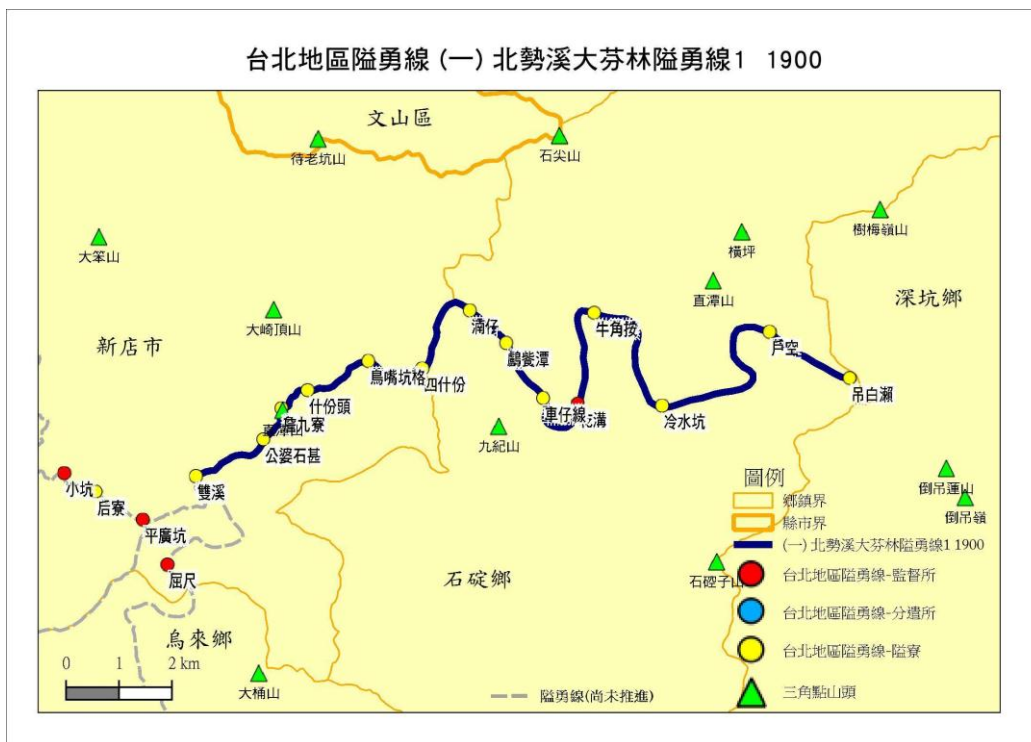 台北地區隘勇線 (一) 北勢溪大芬林隘勇線1 1900
文山區
待老坑山
石尖山
樹梅嶺山
大笨山
橫坪
直潭山
深坑鄉
大崎頂山
新店市
湳仔
牛角按
鸕鶿潭
戶空
鳥嘴坑格
四什份
吊白瀨
什份頭
車仔線
冷水坑
詹九寮
九紀山
公婆石甚
小坑
雙溪
后寮
平廣坑
屈尺
石碇鄉
石硿子山
倒吊蓮山
倒吊嶺
烏來鄉
大桶山
0 1 2 km
隘勇線(尚未推進)
圖例
鄉鎮界
縣市界
(一) 北勢溪大芬林隘勇線1 1900
台北地區隘勇線-監督所
台北地區隘勇線-分遣所
台北地區隘勇線-隘寮
三角點山頭